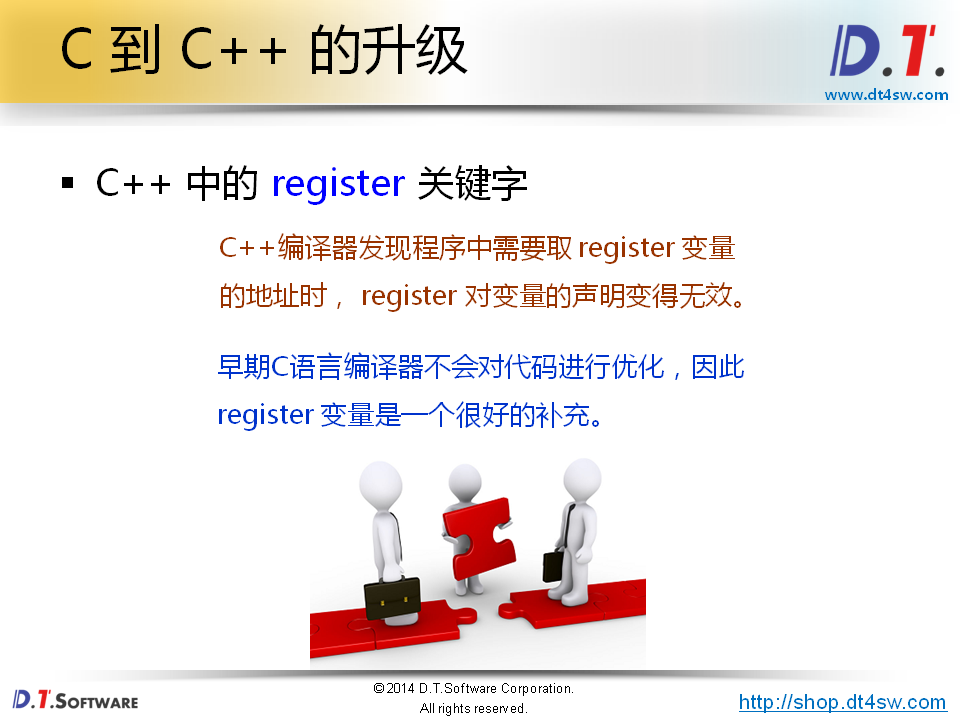 C 到 C++ 的升级
D.T.
www.dt4sw.com
▪ C++ 中的 register 关键字
C++编译器发现程序中需要取 register 变量
的地址时， register 对变量的声明变得无效。
早期C语言编译器不会对代码进行优化，因此
register 变量是一个很好的补充。
D.T.SOFTWARE
©2014 D.T.Software Corporation.
All rights reserved.
http://shop.dt4sw.com